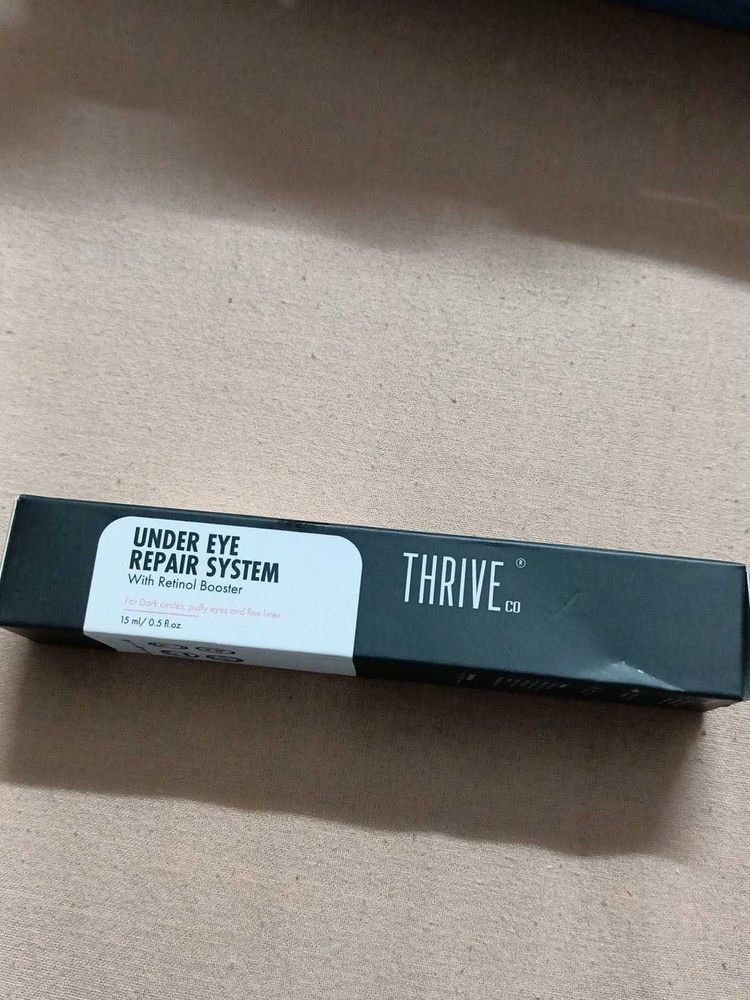 UNDER EYE
REPAIR SYSTEM
With Retinol Booster
For Dark circles, puffy eyes and fine lines
15 ml/ 0.5 fl.oz.
THRIVE®
CO